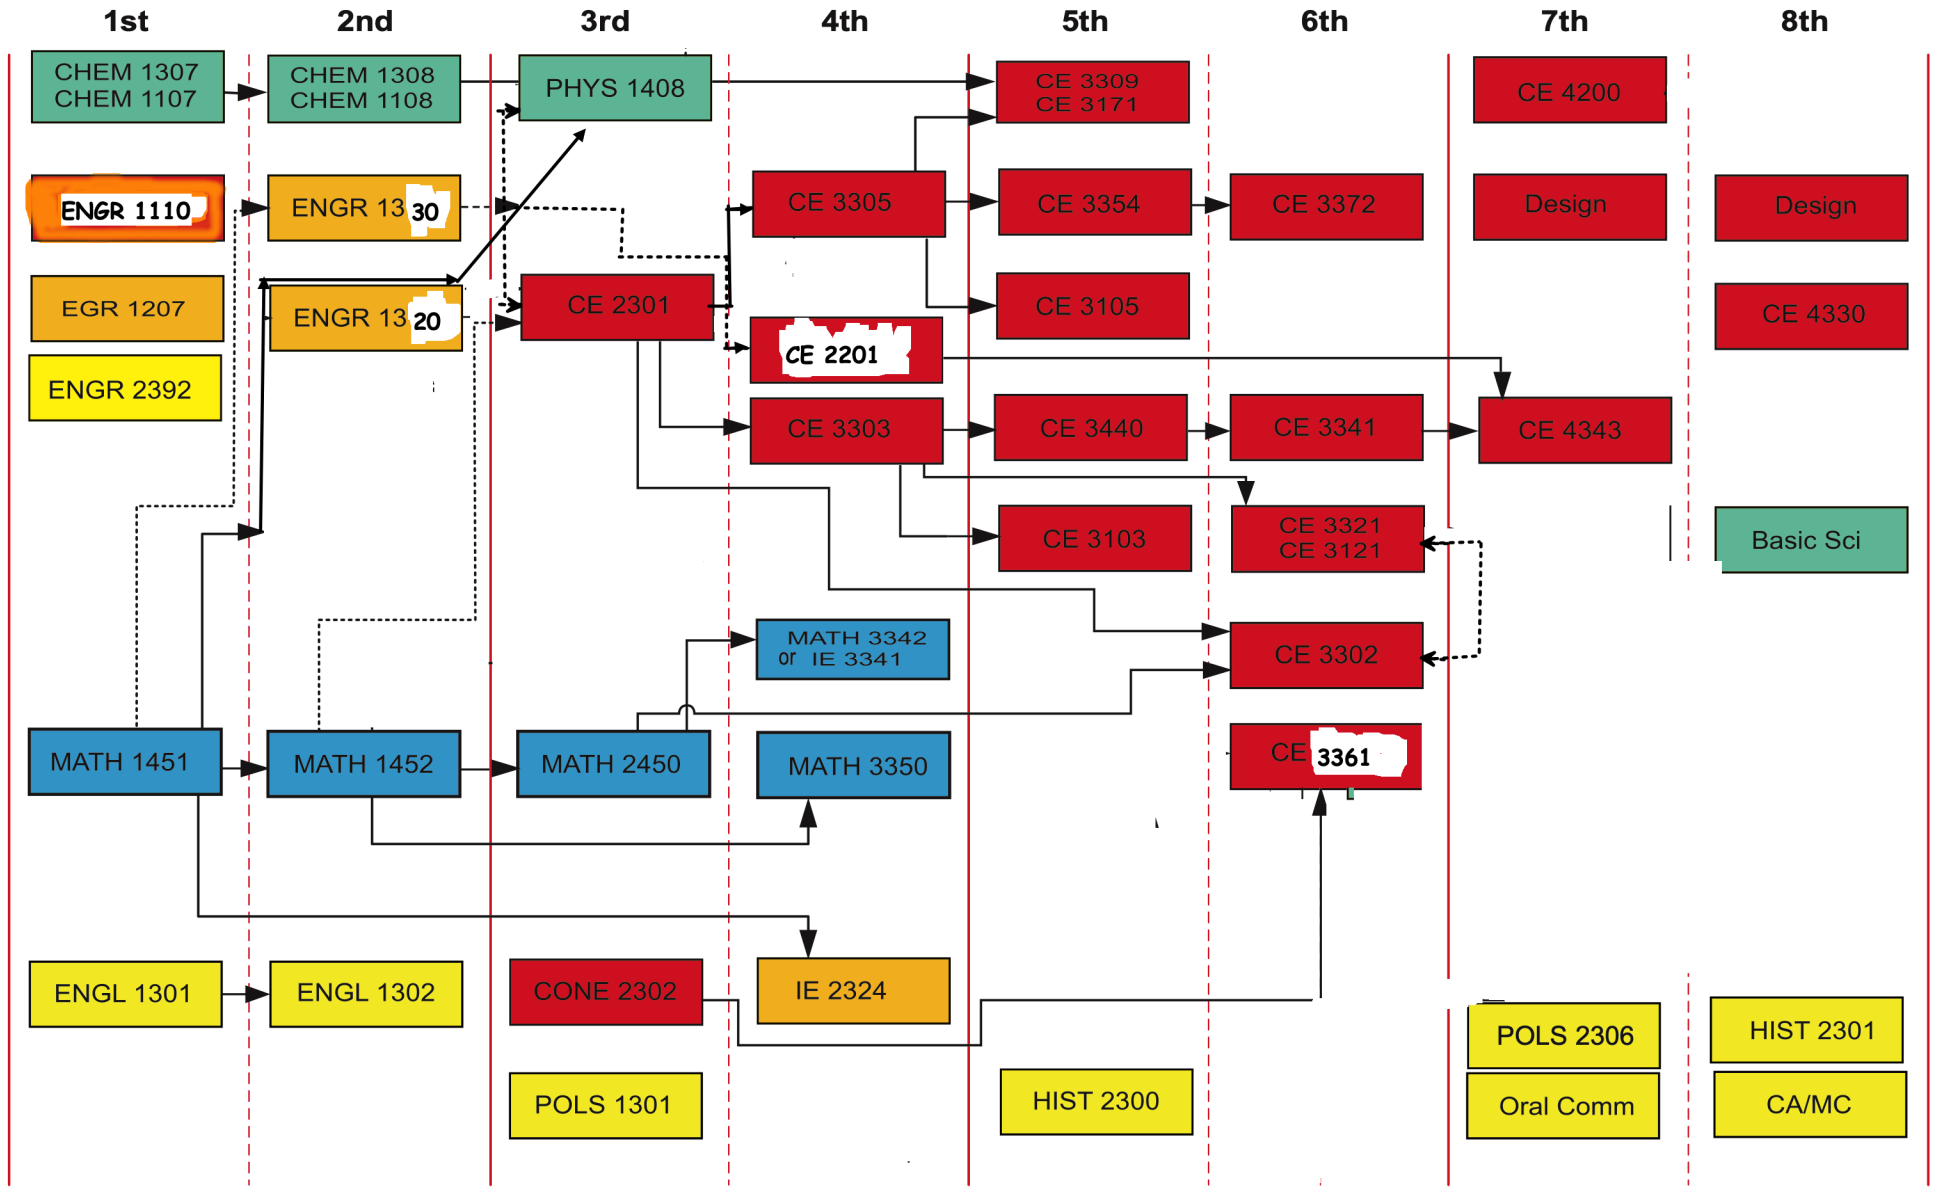 1st
2nd
3rd
4th
5th
6th
7th
8th
CHEM 1307
CHEM 1107
CHEM 1308
CHEM 1108
PHYS 1408
CE 3309
CE 3171
CE 4200
ENGR 1110
ENGR 13 30
CE 3305
CE 3354
CE 3372
Design
Design
EGR 1207
ENGR 13 20
CE 2301
CE 2201
CE 3105
CE 4330
ENGR 2392
CE 3303
CE 3440
CE 3341
CE 4343
CE 3103
CE 3321
CE 3121
Basic Sci
MATH 3342
or IE 3341
CE 3302
MATH 1451
MATH 1452
MATH 2450
MATH 3350
CE 3361
ENGL 1301
ENGL 1302
CONE 2302
IE 2324
POLS 2306
HIST 2301
POLS 1301
HIST 2300
Oral Comm
CA/MC